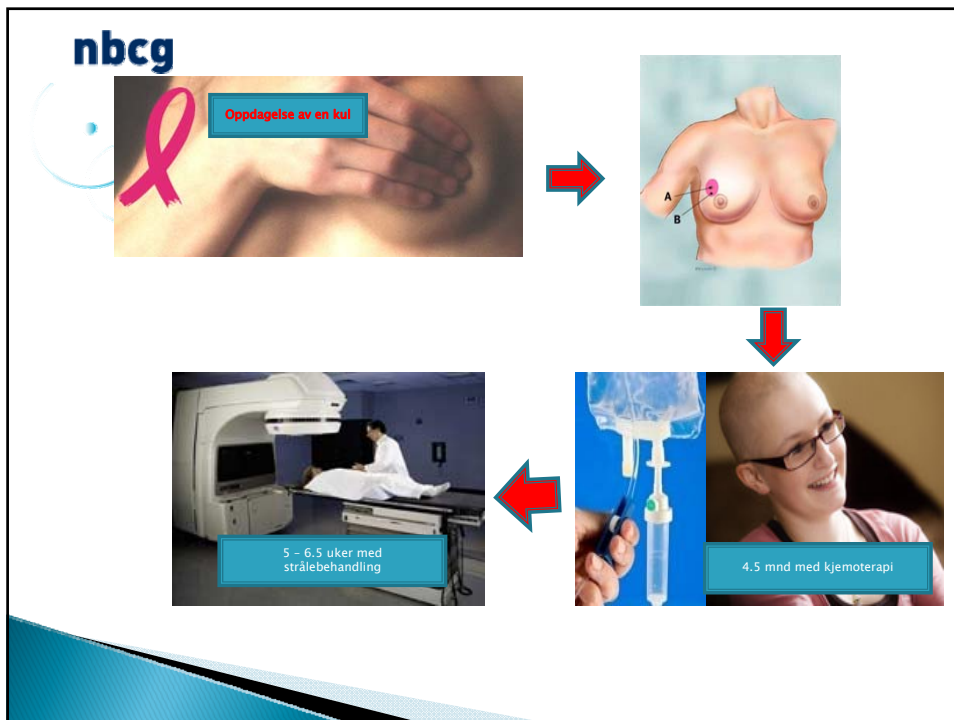 nbcg
Oppdagelse av en kul
A
B
4.5 mnd med kjemoterapi
5 – 6.5 uker med
strålebehandling